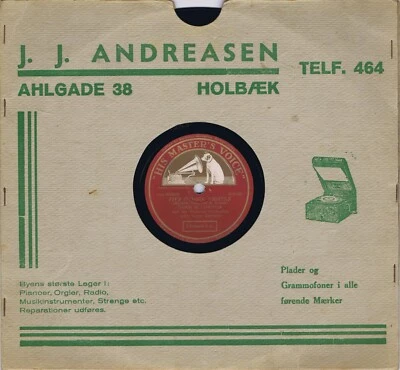 J. J. ANDREASEN
TELF. 464
AHLGADE 38 HOLBÆK
"HIS MASTER'S VOICE"
Byens største Lager i:
Pianoer, Orgler, Radio,
Musikinstrumenter, Strenge etc.
Reparationer udføres.
Plader og
Grammofoner i alle
førende Mærker